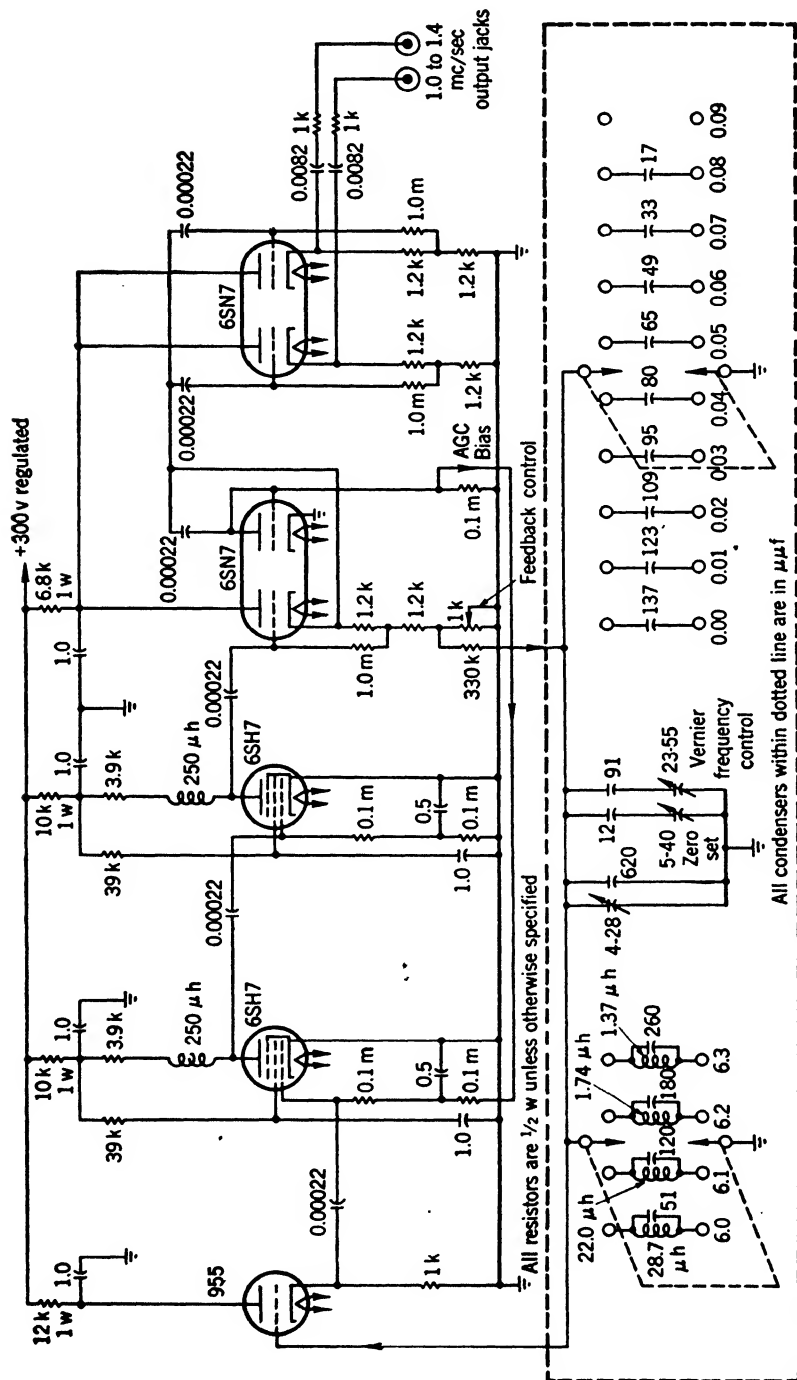 +300 v regulated
12 k
1 w
1.0
10 k
1 w
1.0
3.9 k
39 k
250 μh
10 k
1 w
1.0
3.9 k
39 k
250 μh
1.0
6.8 k
1 w
955
6SH7
6SH7
6SN7
6SN7
0.00022
0.00022
0.00022
0.00022
0.00022
0.00022
0.0082
1 k
0.0082
1 k
1.0 to 1.4
mc/sec
output jacks
1 k
0.1 m
0.5
0.1 m
1.0
0.1 m
0.5
0.1 m
1.0
1.0 m
1.2 k
1.2 k
1 k
330 k
0.1 m
AGC
Bias
Feedback control
1.0 m
1.2 k
1.2 k
1.0 m
1.2 k
1.2 k
All resistors are 1/2 w unless otherwise specified
22.0 μh
28.7
μh
51
120
1.74 μh
180
1.37 μh
260
6.0
6.1
6.2
6.3
4-28
620
12
5-40
Zero
set
91
23-55
Vernier
frequency
control
137
123
109
95
80
65
49
33
17
0.00
0.01
0.02
0.03
0.04
0.05
0.06
0.07
0.08
0.09
All condensers within dotted line are in μμf